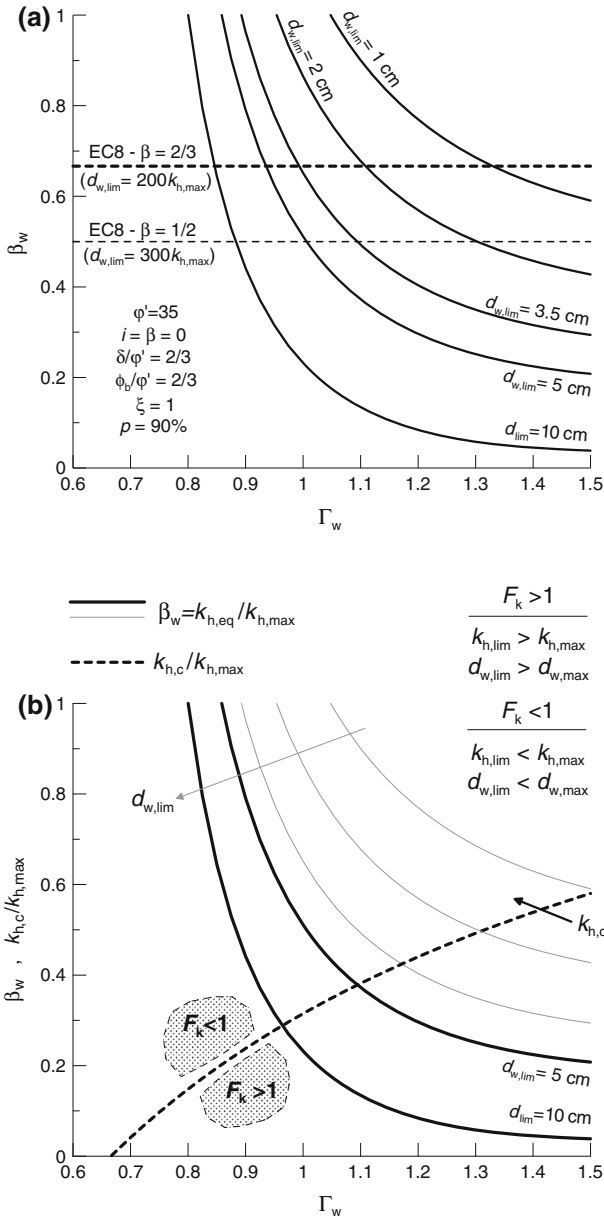 (a)
d_w,lim = 1 cm
d_w,lim = 2 cm
1
0.8
EC8 - β = 2/3
(d_w,lim = 200k_h,max)
0.6
β_w
EC8 - β = 1/2
(d_w,lim = 300k_h,max)
0.4
φ'=35
i = β = 0
δ/φ' = 2/3
ϕ_b/φ' = 2/3
ξ = 1
p = 90%
d_w,lim = 3.5 cm
d_w,lim = 5 cm
0.2
d_lim = 10 cm
0
0.6 0.7 0.8 0.9 1 1.1 1.2 1.3 1.4 1.5
Γ_w
β_w=k_h,eq/k_h,max
k_h,c/k_h,max
F_k >1
k_h,lim > k_h,max
d_w,lim > d_w,max
(b)
F_k <1
k_h,lim < k_h,max
d_w,lim < d_w,max
1
d_w,lim
0.8
0.6
k_h,c
β_w , k_h,c/k_h,max
0.4
F_k<1
F_k >1
0.2
d_w,lim = 5 cm
d_lim = 10 cm
0
0.6 0.7 0.8 0.9 1 1.1 1.2 1.3 1.4 1.5
Γ_w